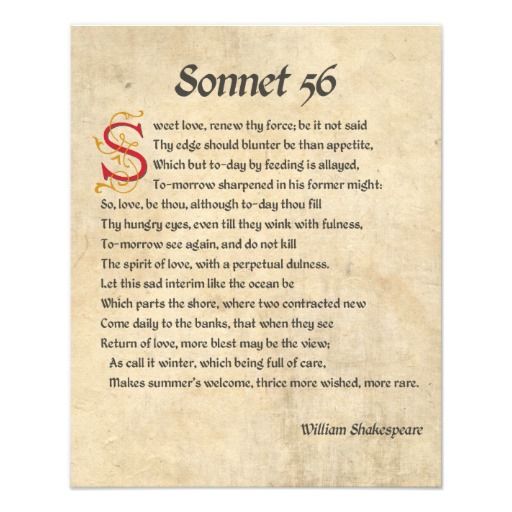 Sonnet 56
Sweet love, renew thy force; be it not said
Thy edge should blunter be than appetite,
Which but to-day by feeding is allayed,
To-morrow sharpened in his former might:
So, love, be thou, although to-day thou fill
Thy hungry eyes, even till they wink with fulness,
To-morrow see again, and do not kill
The spirit of love, with a perpetual dulness.
Let this sad interim like the ocean be
Which parts the shore, where two contracted new
Come daily to the banks, that when they see
Return of love, more blest may be the view;
As call it winter, which being full of care,
Makes summer's welcome, thrice more wished, more rare.
William Shakespeare